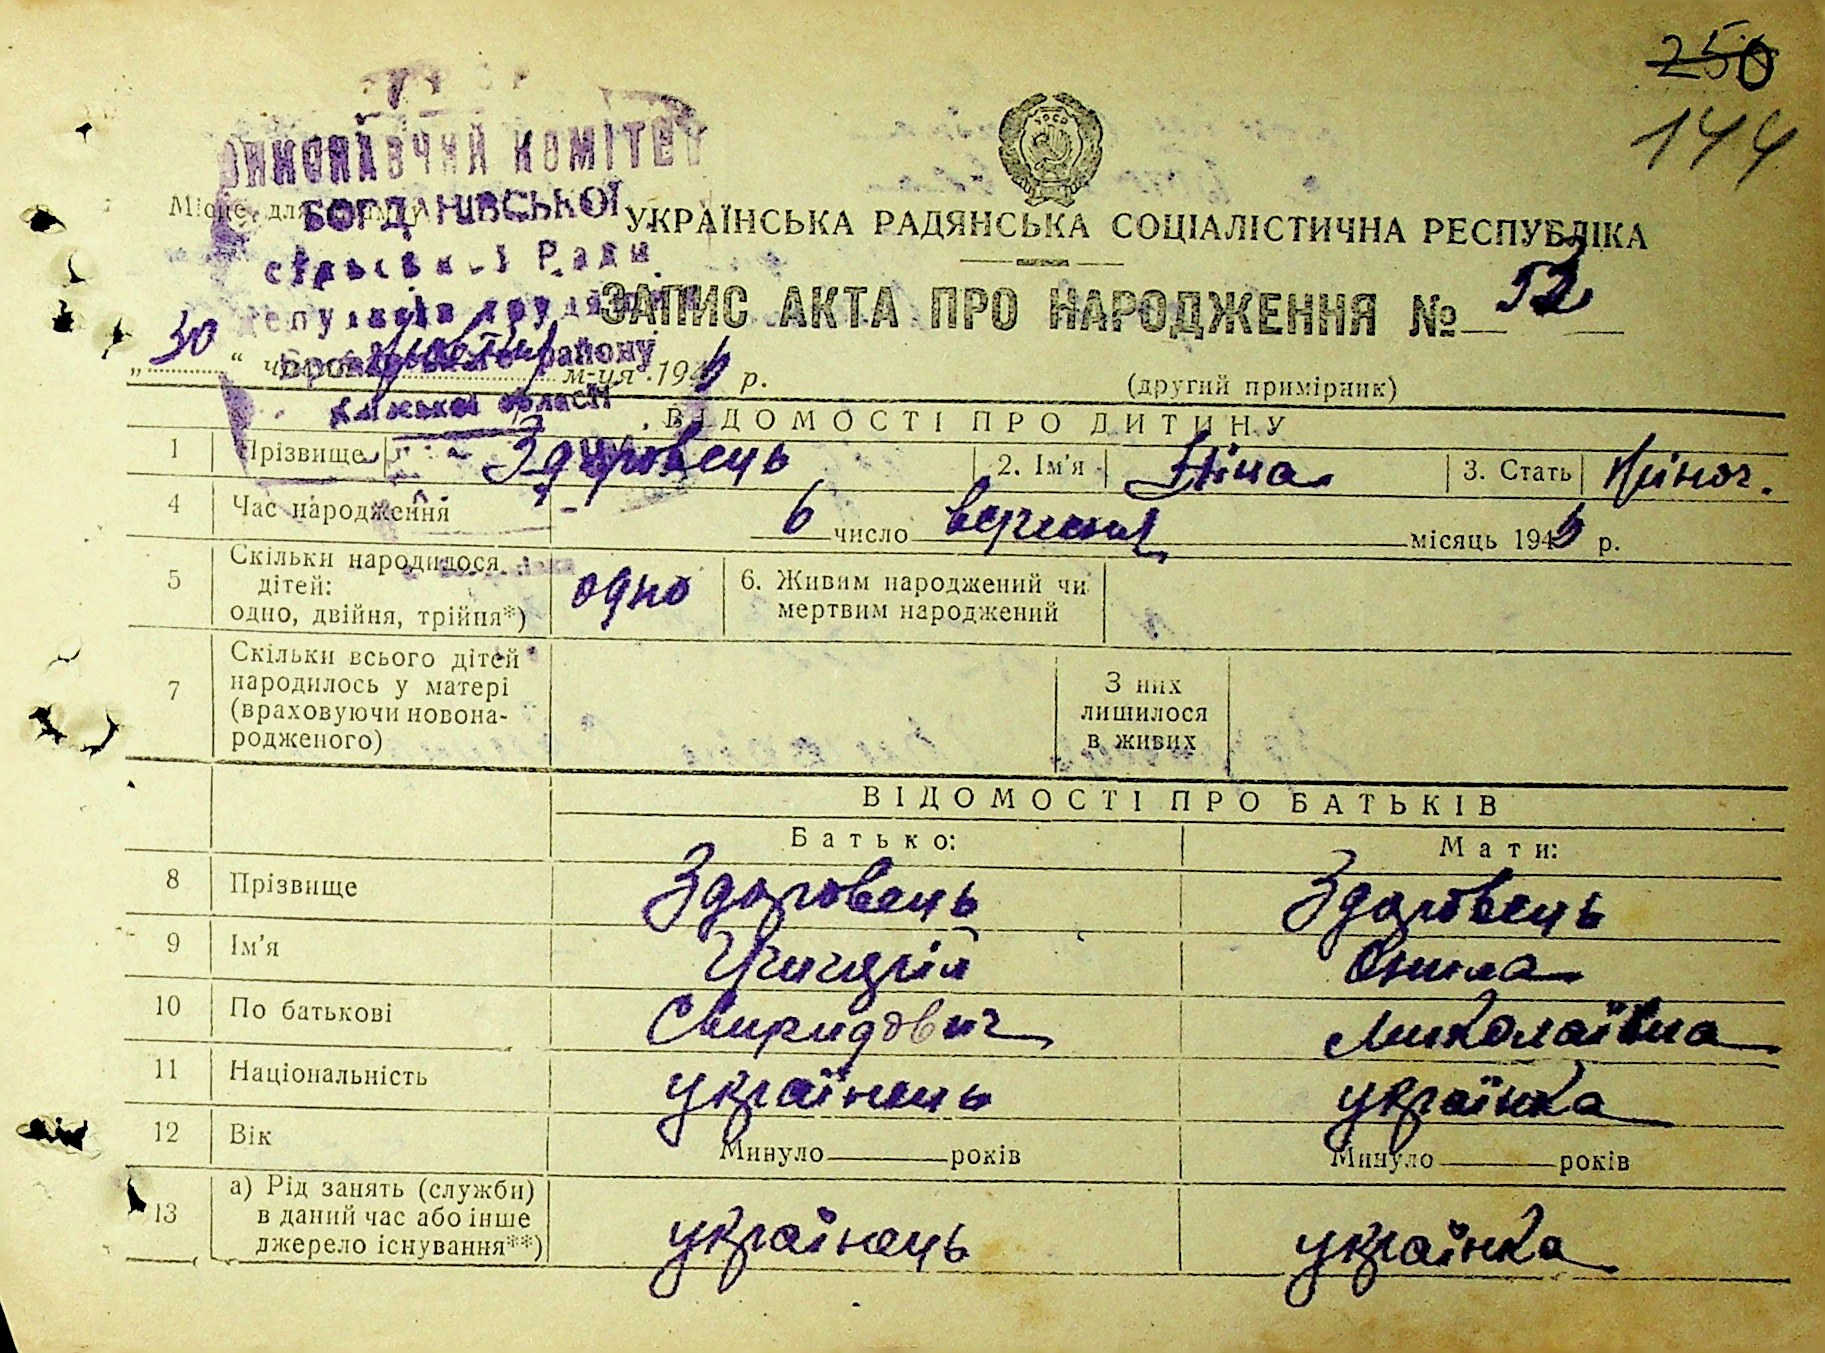 250
144
ВИКОНАВЧИЙ КОМІТЕТ
Місце для
БОГДАНІВСЬКОЇ
УКРАЇНСЬКА РАДЯНСЬКА СОЦІАЛІСТИЧНА РЕСПУБЛІКА
сільської Ради
депутатів трудящих
ЗАПИС АКТА ПРО НАРОДЖЕННЯ № 52
Броварського району
„30“ м-ця 194 р.
(другий примірник)
Київської області
ВІДОМОСТІ ПРО ДИТИНУ
1 Прізвище Здоровець 2. Ім'я Ніна 3. Стать жіноч.
4 Час народження 6 число вересня місяць 194 р.
5 Скільки народилося дітей: одно, двійня, трійня*) одно 6. Живим народжений чи мертвим народжений
7 Скільки всього дітей народилось у матері (враховуючи новонародженого) З них лишилося в живих
ВІДОМОСТІ ПРО БАТЬКІВ
Батько: Мати:
8 Прізвище Здоровець Здоровець
9 Ім'я Григорій
10 По батькові Свиридович Миколаївна
11 Національність українець українка
12 Вік Минуло років Минуло років
13 а) Рід занять (служби) в даний час або інше джерело існування**) українець українка